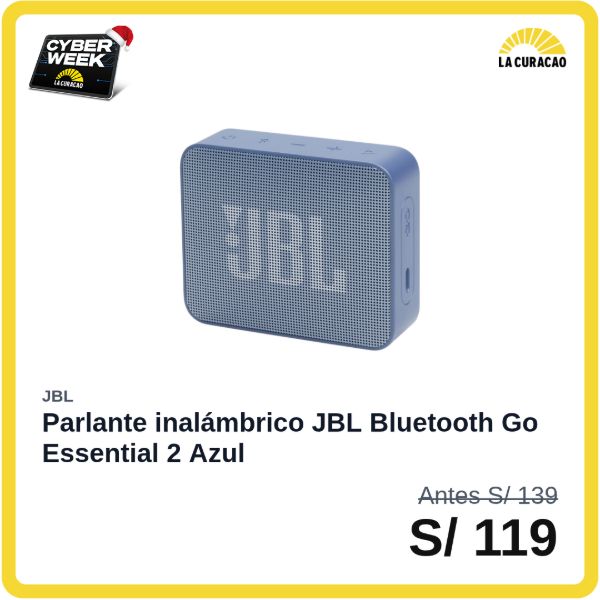 CYBER
WEEK
LA CURACAO
LA CURACAO
JBL
JBL
Parlante inalámbrico JBL Bluetooth Go
Essential 2 Azul
Antes S/ 139
S/ 119